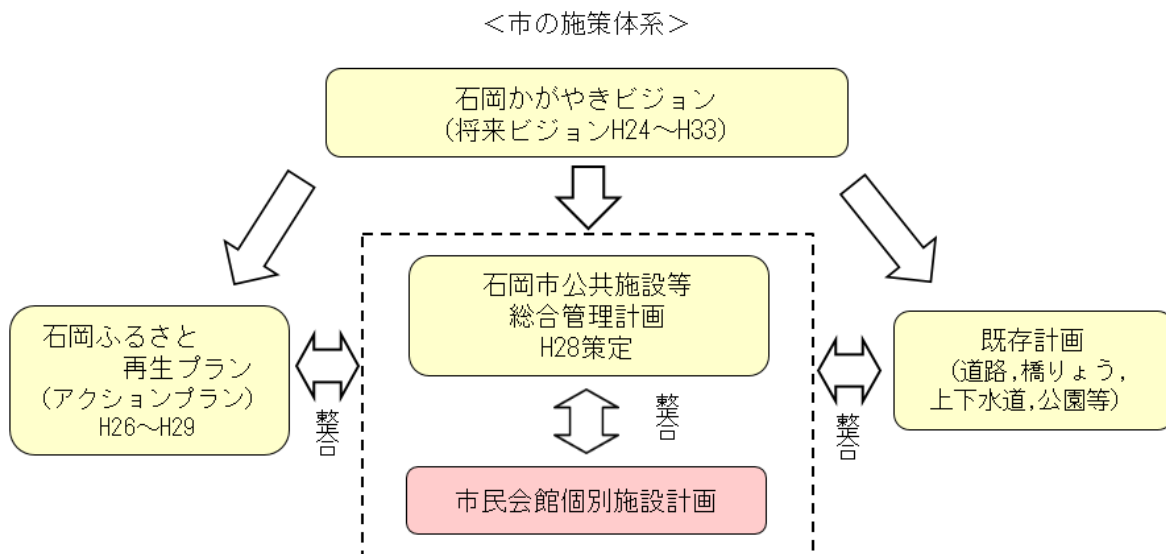 <市の施策体系>
石岡かがやきビジョン
(将来ビジョンH24~H33)
石岡市公共施設等
総合管理計画
H28策定
石岡ふるさと
再生プラン
(アクションプラン)
H26~H29
整合
整合
整合
既存計画
(道路,橋りょう,
上下水道,公園等)
市民会館個別施設計画